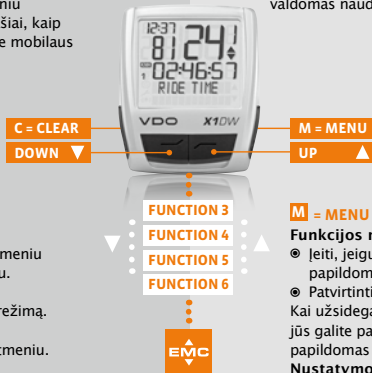 niu
šiai, kaip
e mobilaus
valdomas naud
12:37
81 24
1 02:46:57
RIDE TIME
VDO X1DW
C = CLEAR
M = MENU
DOWN
UP
FUNCTION 3
FUNCTION 4
FUNCTION 5
FUNCTION 6
EMC
meniu
u.
režimą.
tmeniu.
M = MENU
Funkcijos r
Įeiti, jeigu
papildom
Patvirtinti
Kai užsidega
jūs galite pa
papildomas
Nustatymo